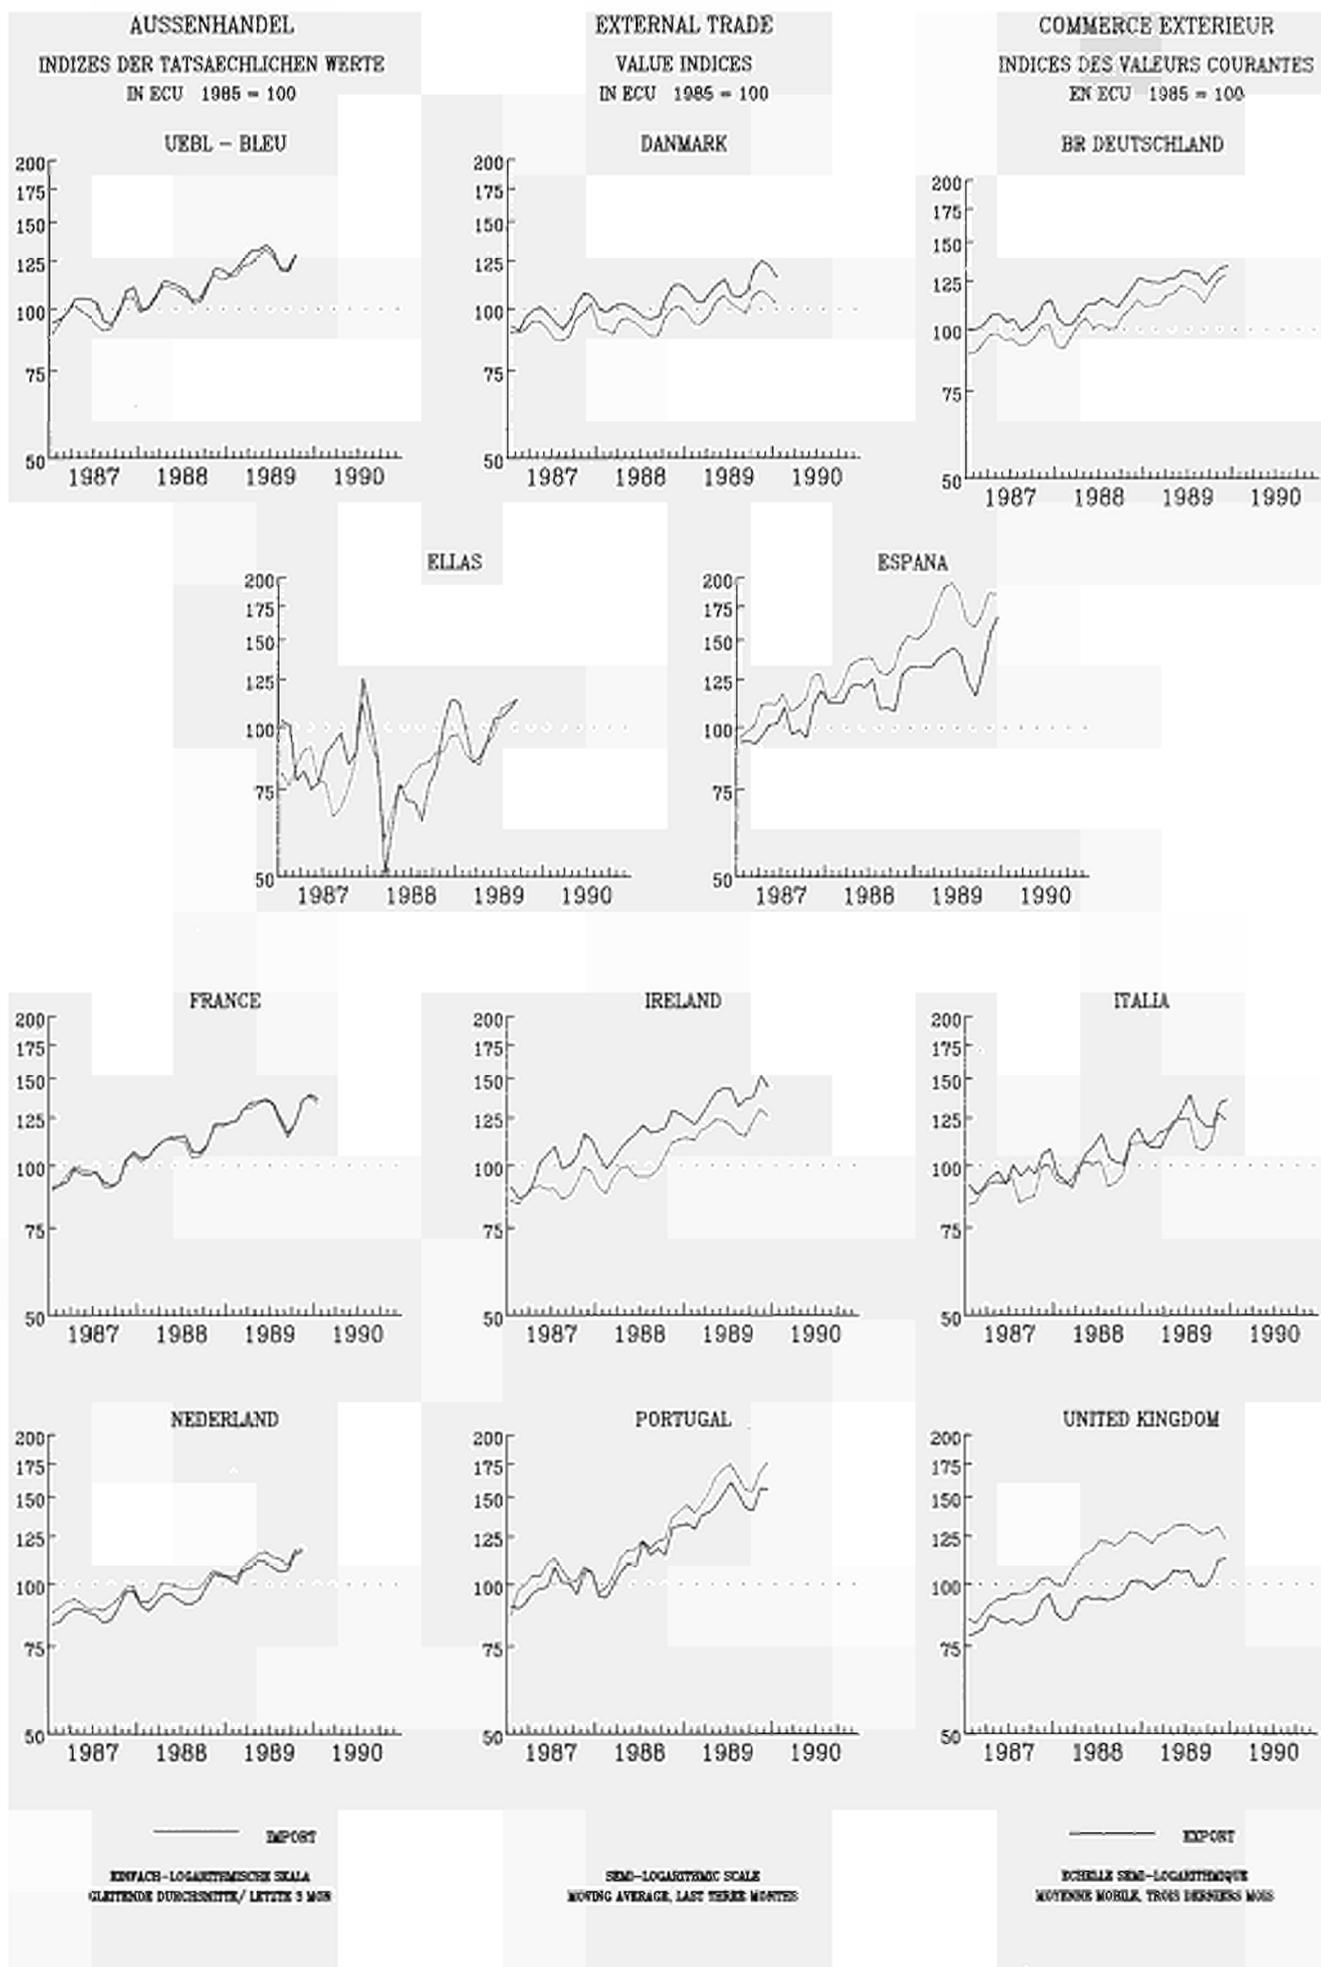 AUSSENHANDEL EXTERNAL TRADE COMMERCE EXTERIEUR
INDIZES DER TATSAECHLICHEN WERTE VALUE INDICES INDICES DES VALEURS COURANTES
IN ECU 1985 = 100 IN ECU 1985 = 100 EN ECU 1985 = 100
UEBL - BLEU DANMARK BR DEUTSCHLAND
200 200 200
175 175 175
150 150 150
125 125 125
100 100 100
75 75 75
50 50 50
1987 1988 1989 1990 1987 1988 1989 1990 1987 1988 1989 1990
ELLAS ESPANA
200 200
175 175
150 150
125 125
100 100
75 75
50 50
1987 1988 1989 1990 1987 1988 1989 1990
FRANCE IRELAND ITALIA
200 200 200
175 175 175
150 150 150
125 125 125
100 100 100
75 75 75
50 50 50
1987 1988 1989 1990 1987 1988 1989 1990 1987 1988 1989 1990
NEDERLAND PORTUGAL UNITED KINGDOM
200 200 200
175 175 175
150 150 150
125 125 125
100 100 100
75 75 75
50 50 50
1987 1988 1989 1990 1987 1988 1989 1990 1987 1988 1989 1990
IMPORT EXPORT
EINFACH-LOGARITHMISCHE SKALA SEMI-LOGARITHMIC SCALE ECHELLE SEMI-LOGARITHMIQUE
GLEITENDE DURCHSNITTE/ LETZTE 3 MON MOVING AVERAGE, LAST THREE MONTHS MOYENNE MOBILE, TROIS DERNIERS MOIS